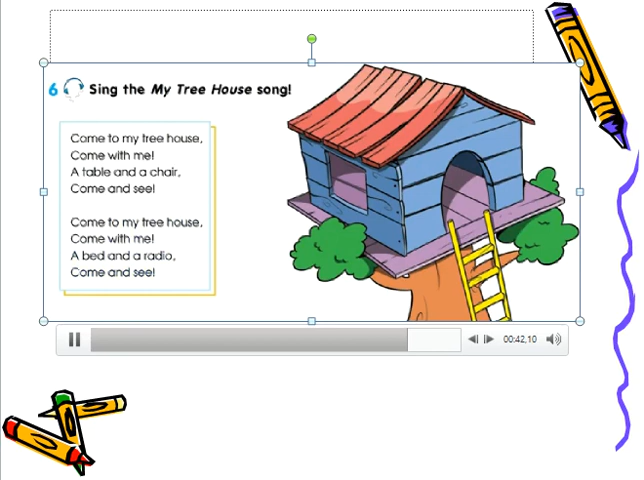 6 Sing the My Tree House song!
Come to my tree house,
Come with me!
A table and a chair,
Come and see!
Come to my tree house,
Come with me!
A bed and a radio,
Come and see!
00:42,10